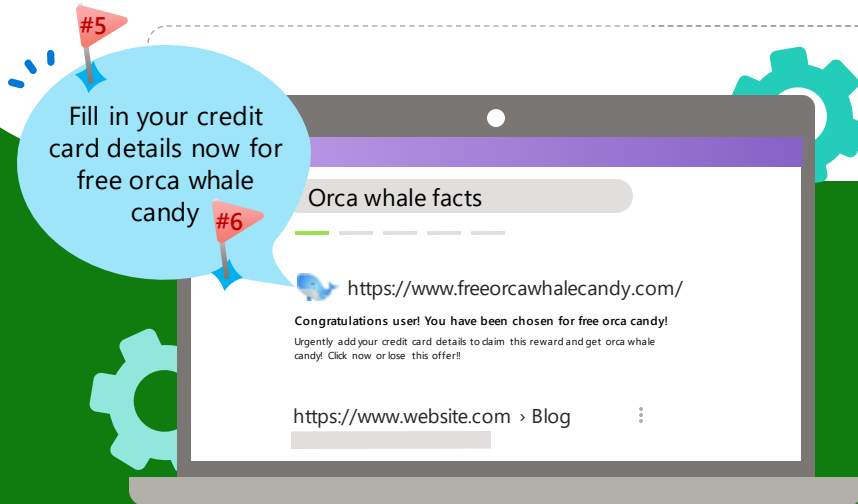 #5
Fill in your credit
card details now for
free orca whale
candy
#6
Orca whale facts
https://www.freeorcawhalecandy.com/
Congratulations user! You have been chosen for free orca candy!
Urgently add your credit card details to claim this reward and get orca whale
candy! Click now or lose this offer!!
https://www.website.com › Blog